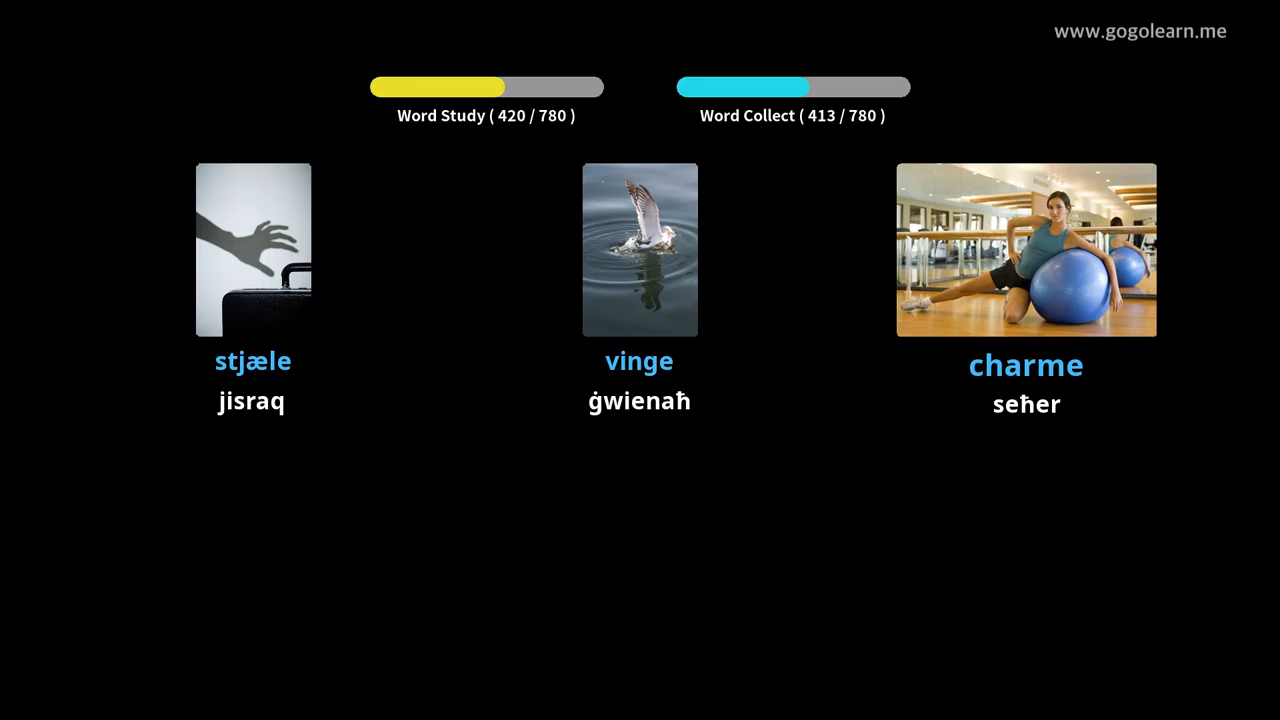 www.gogolearn.me
Word Study ( 420 / 780 )
Word Collect ( 413 / 780 )
stjæle
vinge
charme
jisraq
ġwienaħ
seħer